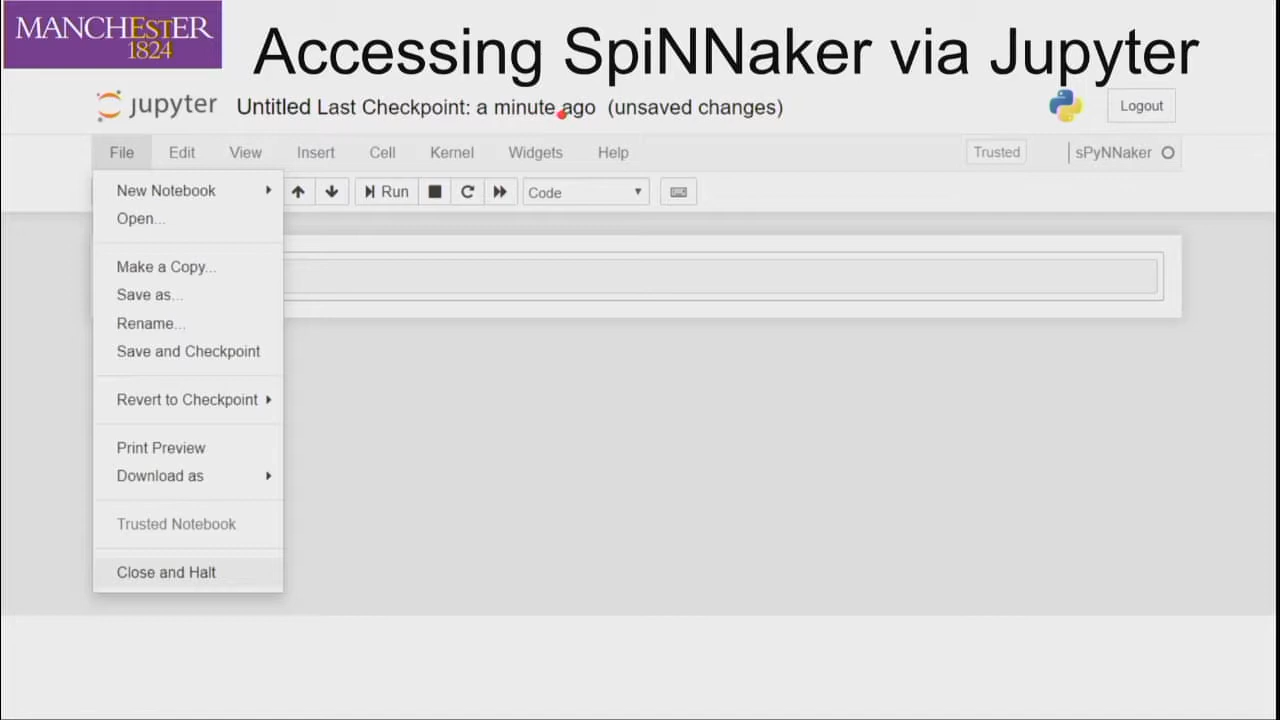 MANCHESTER
1824
Accessing SpiNNaker via Jupyter
jupyter Untitled Last Checkpoint: a minute ago (unsaved changes) Logout
File Edit View Insert Cell Kernel Widgets Help Trusted sPyNNaker
Run Code
New Notebook
Open...
Make a Copy...
Save as...
Rename...
Save and Checkpoint
Revert to Checkpoint
Print Preview
Download as
Trusted Notebook
Close and Halt